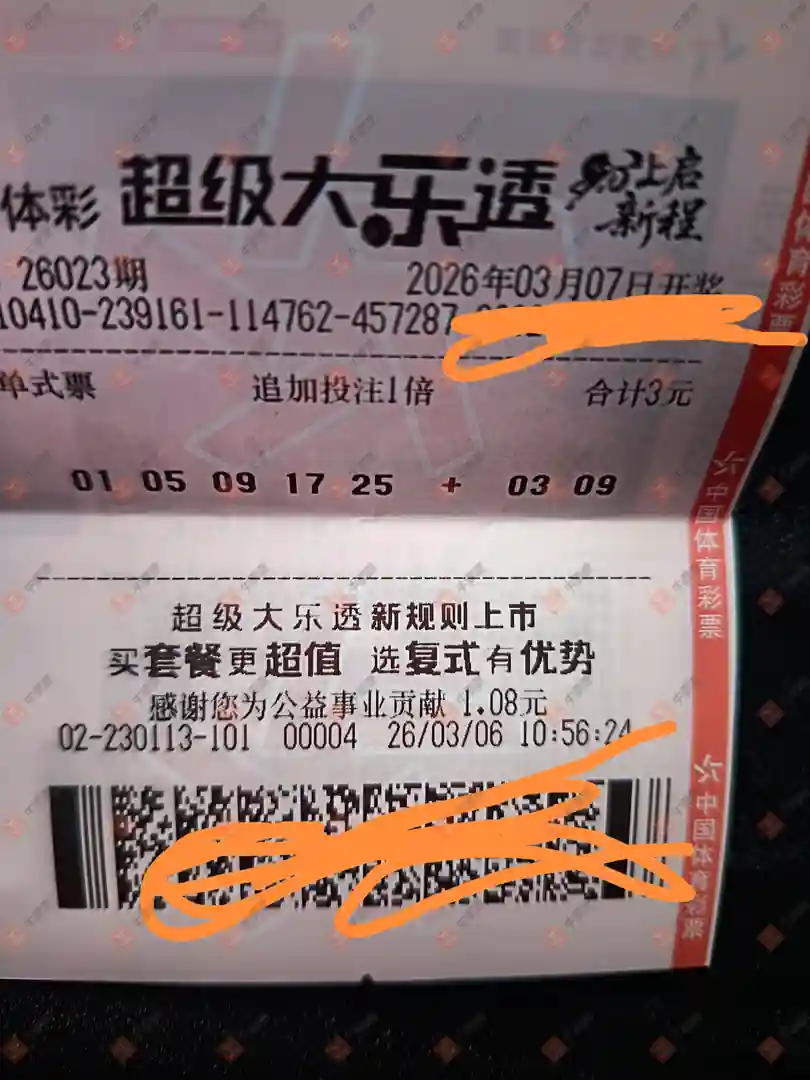 体彩 超级大乐透 马上启新程
26023期 2026年03月07日开奖
10410-239161-114762-457287
单式票 追加投注1倍 合计3元
01 05 09 17 25 + 03 09
超级大乐透新规则上市
买套餐更超值 选复式有优势
感谢您为公益事业贡献 1.08元
02-230113-101 00004 26/03/06 10:56:24
中国体育彩票
中国体育彩票
体育彩票